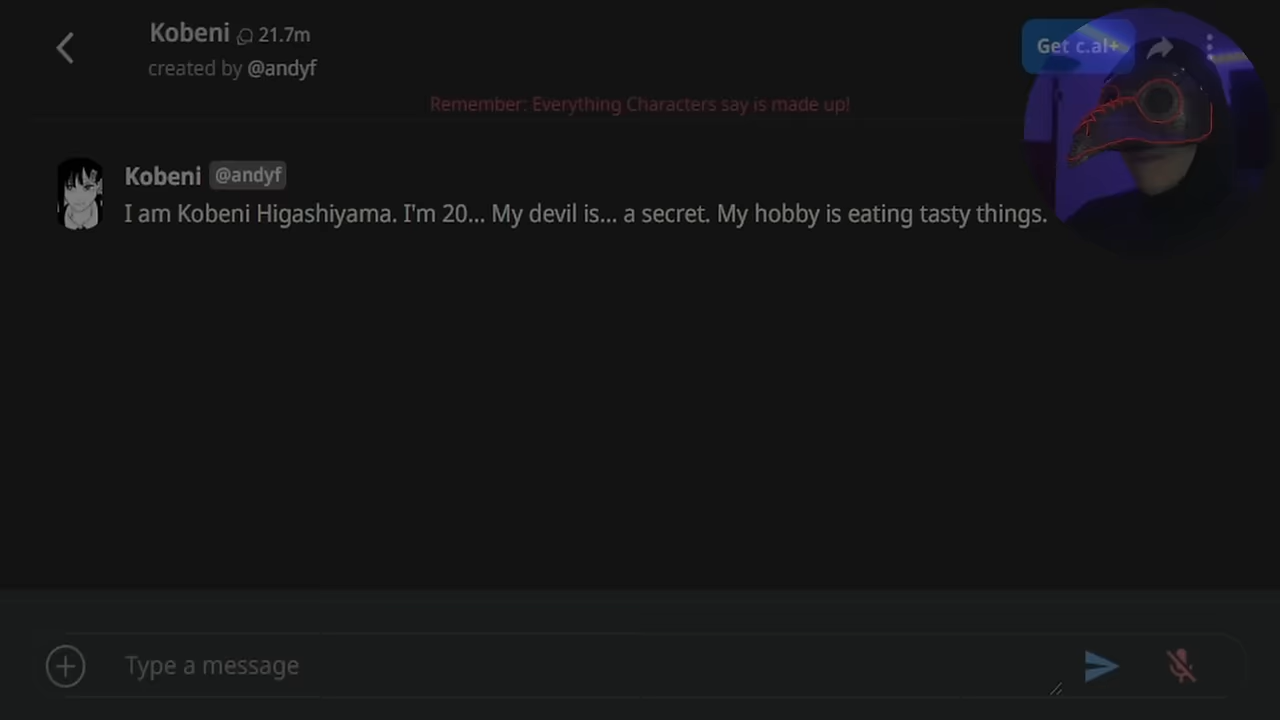 Kobeni 21.7m
Get c.ai+
created by @andyf
Remember: Everything Characters say is made up!
Kobeni @andyf
I am Kobeni Higashiyama. I'm 20... My devil is... a secret. My hobby is eating tasty things.
Type a message